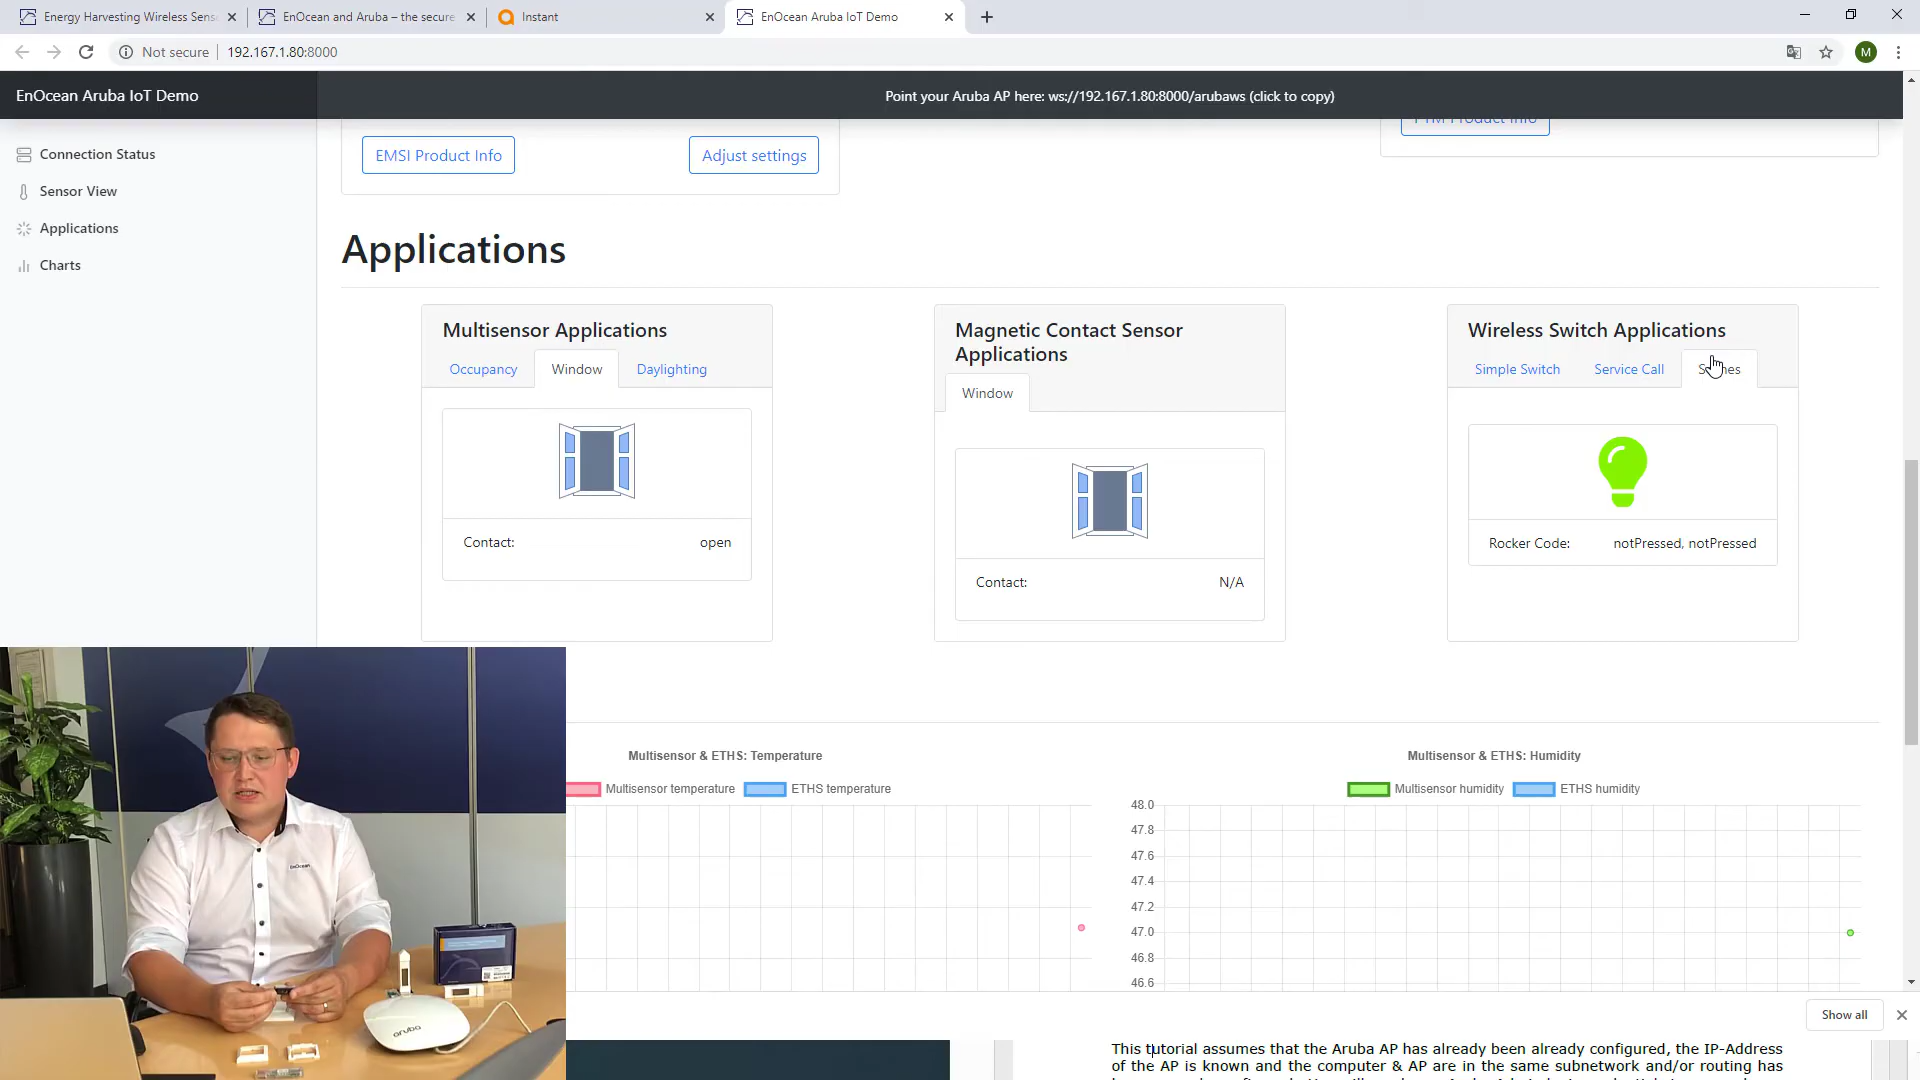 Energy Harvesting Wireless Sens
EnOcean and Aruba – the secure
Instant
EnOcean Aruba IoT Demo
Not secure
192.167.1.80:8000
M
EnOcean Aruba IoT Demo
Point your Aruba AP here: ws://192.167.1.80:8000/arubaws (click to copy)
Connection Status
Sensor View
Applications
Charts
EMSI Product Info
Adjust settings
PTM Product Info
Applications
Multisensor Applications
Occupancy
Window
Daylighting
Contact:
open
Magnetic Contact Sensor
Applications
Window
Contact:
N/A
Wireless Switch Applications
Simple Switch
Service Call
Rocker Code:
notPressed, notPressed
Multisensor & ETHS: Temperature
Multisensor temperature
ETHS temperature
Multisensor & ETHS: Humidity
Multisensor humidity
ETHS humidity
48.0
47.8
47.6
47.4
47.2
47.0
46.8
46.6
EnOcean
aruba
Show all
This tutorial assumes that the Aruba AP has already been already configured, the IP-Address
of the AP is known and the computer & AP are in the same subnetwork and/or routing has